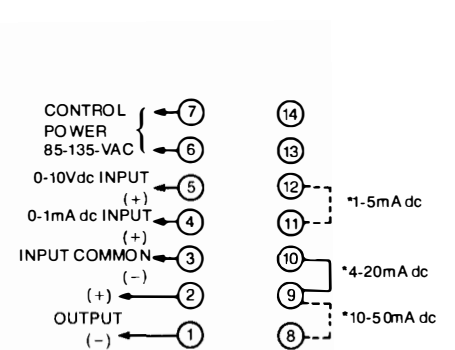 CONTROL 7 14
POWER
85-135-VAC 6 13
0-10Vdc INPUT 5 12
(+) *1-5mA dc
0-1mA dc INPUT 4 11
(+)
INPUT COMMON 3 10
(−) *4-20mA dc
(+) 2 9
OUTPUT *10-50mA dc
(−) 1 8